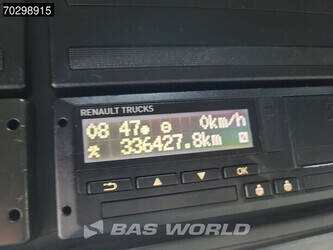 70298915
RENAULT TRUCKS
08 47 0km/h
336427.8km
OK
BAS WORLD